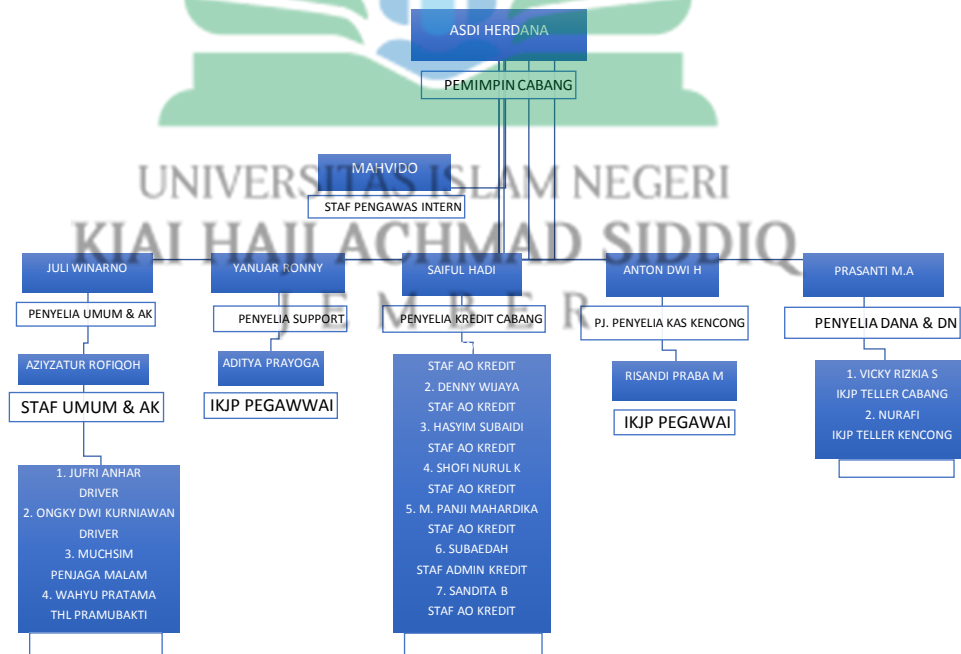 ASDI HERDANA
PEMIMPIN CABANG
MAHVIDO
STAF PENGAWAS INTERN
UNIVERSITAS ISLAM NEGERI
KIAI HAJI ACHMAD SIDDIQ
JEMBER
JULI WINARNO
PENYELIA UMUM & AK
AZIYZATUR ROFIQOH
STAF UMUM & AK
1. JUFRI ANHAR
DRIVER
2. ONGKY DWI KURNIAWAN
DRIVER
3. MUCHSIM
PENJAGA MALAM
4. WAHYU PRATAMA
THL PRAMUBAKTI
YANUAR RONNY
PENYELIA SUPPORT
ADITYA PRAYOGA
IKJP PEGAWWAI
SAIFUL HADI
PENYELIA KREDIT CABANG
STAF AO KREDIT
2. DENNY WIJAYA
STAF AO KREDIT
3. HASYIM SUBAIDI
STAF AO KREDIT
4. SHOFI NURUL K
STAF AO KREDIT
5. M. PANJI MAHARDIKA
STAF AO KREDIT
6. SUBAEDAH
STAF ADMIN KREDIT
7. SANDITA B
STAF AO KREDIT
ANTON DWI H
PJ. PENYELIA KAS KENCONG
RISANDI PRABA M
IKJP PEGAWAI
PRASANTI M.A
PENYELIA DANA & DN
1. VICKY RIZKIA S
IKJP TELLER CABANG
2. NURAFI
IKJP TELLER KENCONG